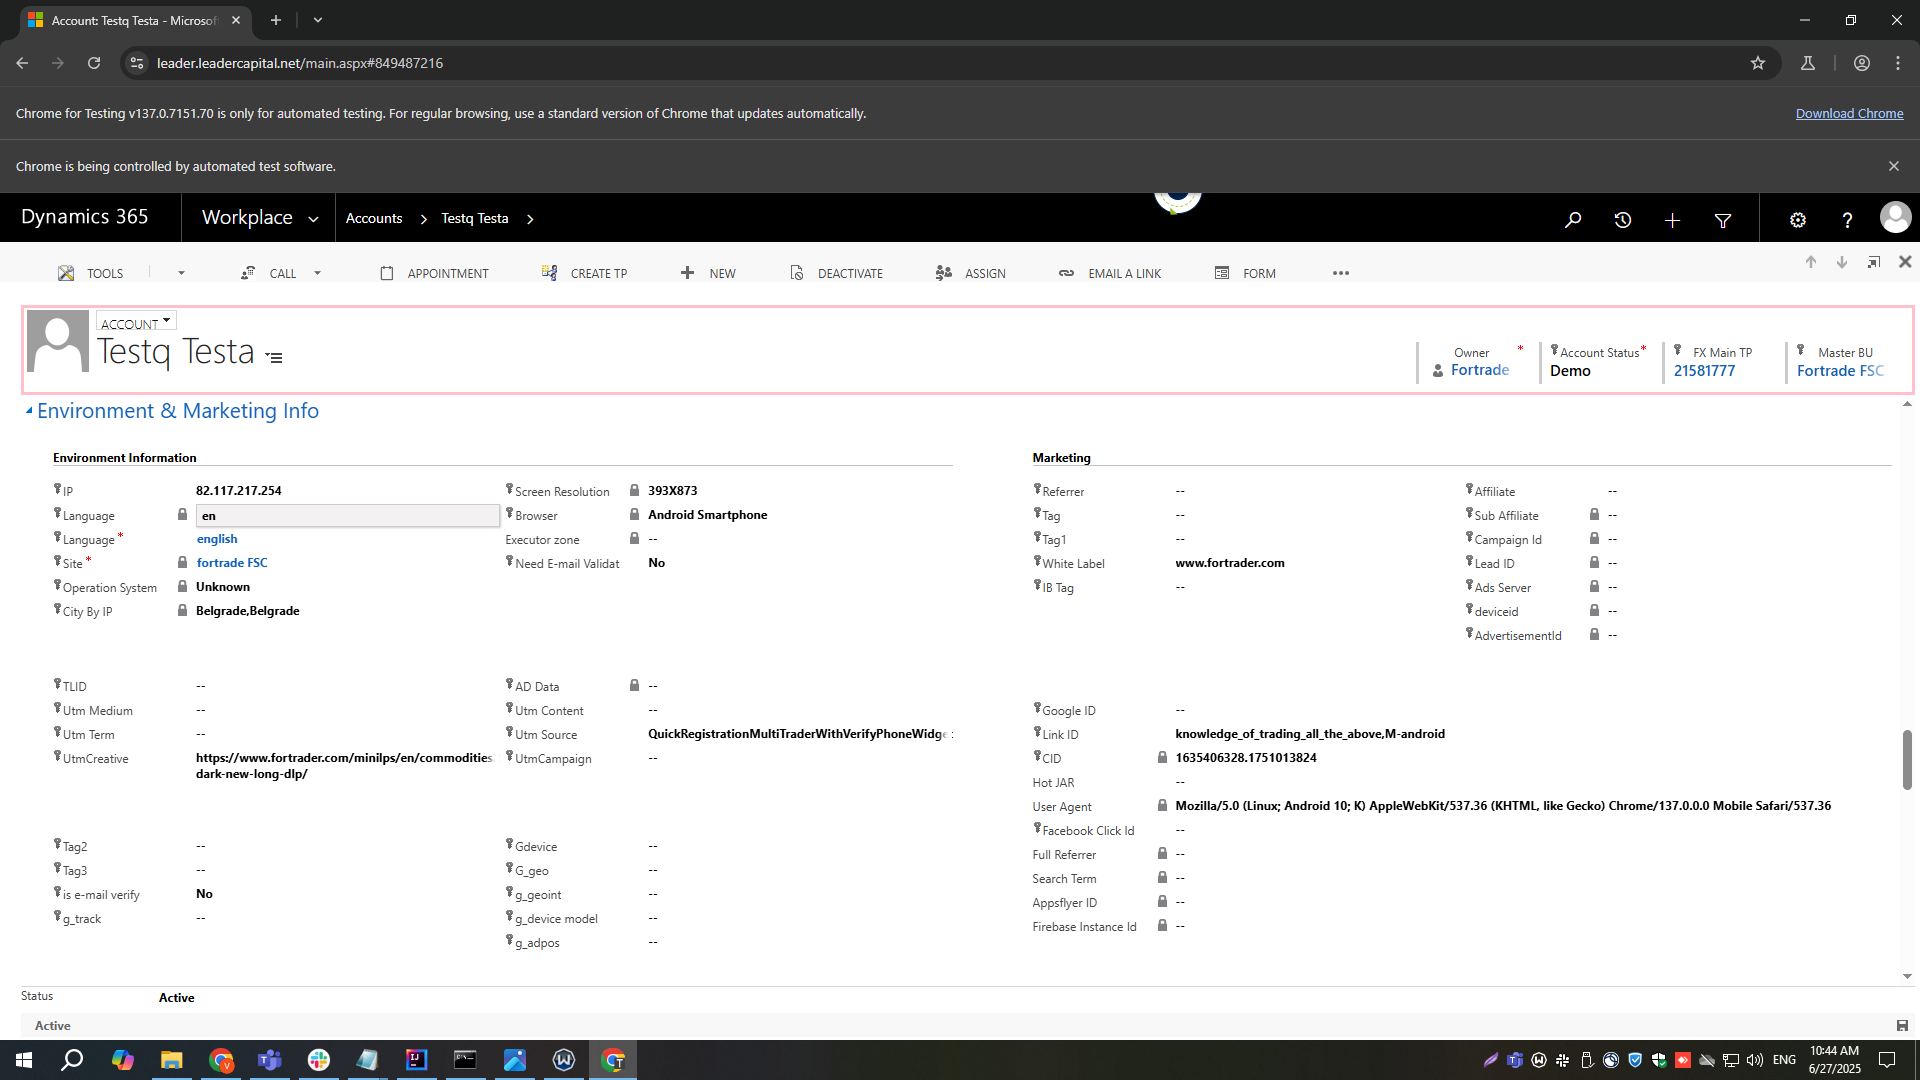 Account: Testq Testa - Microsof
leader.leadercapital.net/main.aspx#849487216
Chrome for Testing v137.0.7151.70 is only for automated testing. For regular browsing, use a standard version of Chrome that updates automatically.
Download Chrome
Chrome is being controlled by automated test software.
Dynamics 365
Workplace
Accounts
Testq Testa
TOOLS
CALL
APPOINTMENT
CREATE TP
NEW
DEACTIVATE
ASSIGN
EMAIL A LINK
FORM
ACCOUNT
Testq Testa
Owner *
Fortrade
Account Status*
Demo
FX Main TP
21581777
Master BU
Fortrade FSC
Environment & Marketing Info
Environment Information
IP 82.117.217.254
Language en
Language* english
Site* fortrade FSC
Operation System Unknown
City By IP Belgrade,Belgrade
Screen Resolution 393X873
Browser Android Smartphone
Executor zone --
Need E-mail Validat No
TLID --
Utm Medium --
Utm Term --
UtmCreative https://www.fortrader.com/minilps/en/commodities
dark-new-long-dlp/
AD Data --
Utm Content --
Utm Source QuickRegistrationMultiTraderWithVerifyPhoneWidge
UtmCampaign --
Tag2 --
Tag3 --
is e-mail verify No
g_track --
Gdevice --
G_geo --
g_geoint --
g_device model --
g_adpos --
Marketing
Referrer --
Tag --
Tag1 --
White Label www.fortrader.com
IB Tag --
Affiliate --
Sub Affiliate --
Campaign Id --
Lead ID --
Ads Server --
deviceid --
AdvertisementId --
Google ID --
Link ID knowledge_of_trading_all_the_above,M-android
CID 1635406328.1751013824
Hot JAR --
User Agent Mozilla/5.0 (Linux; Android 10; K) AppleWebKit/537.36 (KHTML, like Gecko) Chrome/137.0.0.0 Mobile Safari/537.36
Facebook Click Id --
Full Referrer --
Search Term --
Appsflyer ID --
Firebase Instance Id --
Status Active
Active
ENG
10:44 AM
6/27/2025